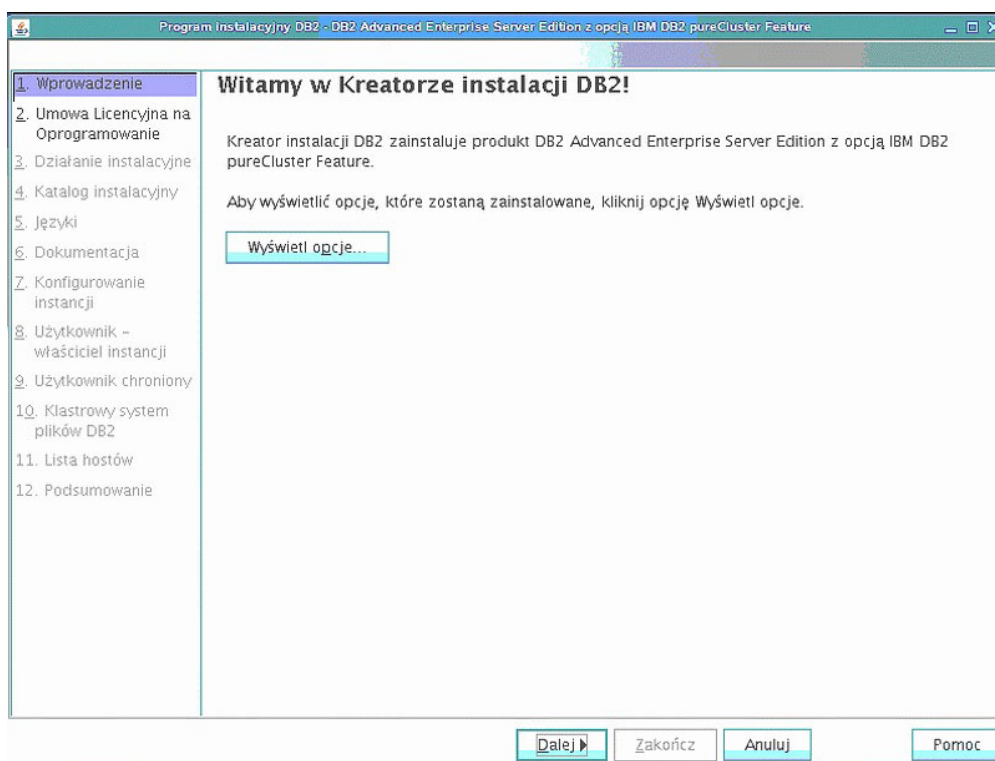 Program instalacyjny DB2 - DB2 Advanced Enterprise Server Edition z opcją IBM DB2 pureCluster Feature
1. Wprowadzenie
2. Umowa Licencyjna na
Oprogramowanie
3. Działanie instalacyjne
4. Katalog instalacyjny
5. Języki
6. Dokumentacja
7. Konfigurowanie
instancji
8. Użytkownik –
właściciel instancji
9. Użytkownik chroniony
10. Klastrowy system
plików DB2
11. Lista hostów
12. Podsumowanie
Witamy w Kreatorze instalacji DB2!
Kreator instalacji DB2 zainstaluje produkt DB2 Advanced Enterprise Server Edition z opcją IBM DB2
pureCluster Feature.
Aby wyświetlić opcje, które zostaną zainstalowane, kliknij opcję Wyświetl opcje.
Wyświetl opcje...
Dalej
Zakończ
Anuluj
Pomoc